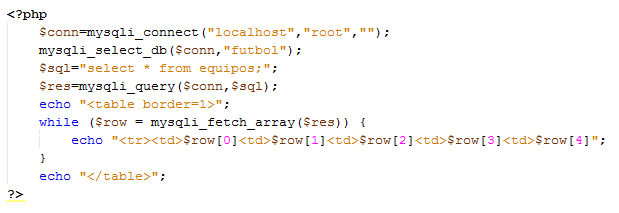 <?php
$conn=mysqli_connect("localhost","root","");
mysqli_select_db($conn,"futbol");
$sql="select * from equipos;";
$res=mysqli_query($conn,$sql);
echo "<table border=1>";
while ($row = mysqli_fetch_array($res)) {
echo "<tr><td>$row[0]<td>$row[1]<td>$row[2]<td>$row[3]<td>$row[4]";
}
echo "</table>";
?>